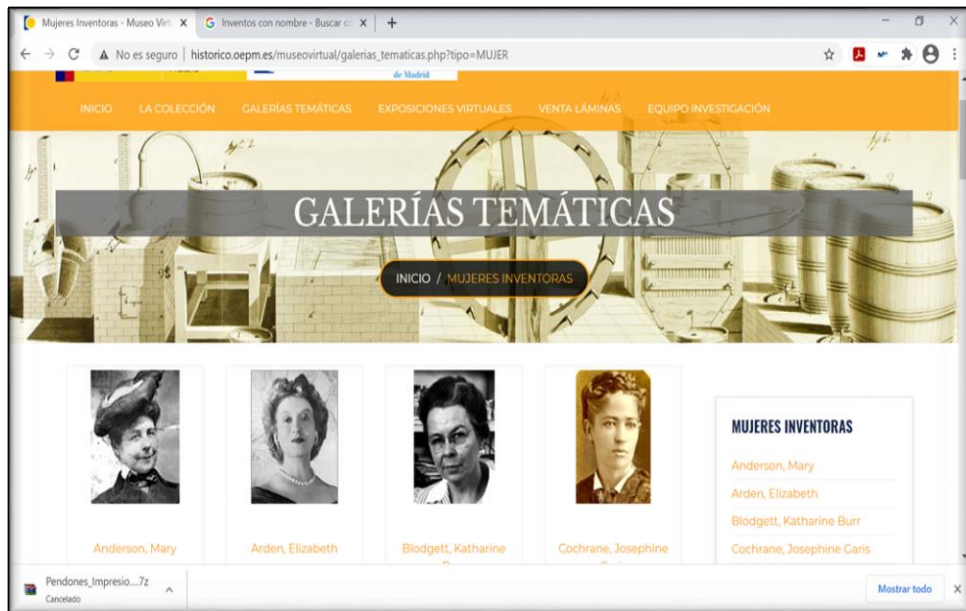 Mujeres Inventoras - Museo Virt
Inventos con nombre - Buscar co
No es seguro | historico.oepm.es/museovirtual/galerias_tematicas.php?tipo=MUJER
de Madrid
INICIO LA COLECCIÓN GALERÍAS TEMÁTICAS EXPOSICIONES VIRTUALES VENTA LÁMINAS EQUIPO INVESTIGACIÓN
GALERÍAS TEMÁTICAS
INICIO / MUJERES INVENTORAS
Anderson, Mary
Arden, Elizabeth
Blodgett, Katharine
Cochrane, Josephine
MUJERES INVENTORAS
Anderson, Mary
Arden, Elizabeth
Blodgett, Katharine Burr
Cochrane, Josephine Garis
Pendones_Impresio....7z
Cancelado
Mostrar todo